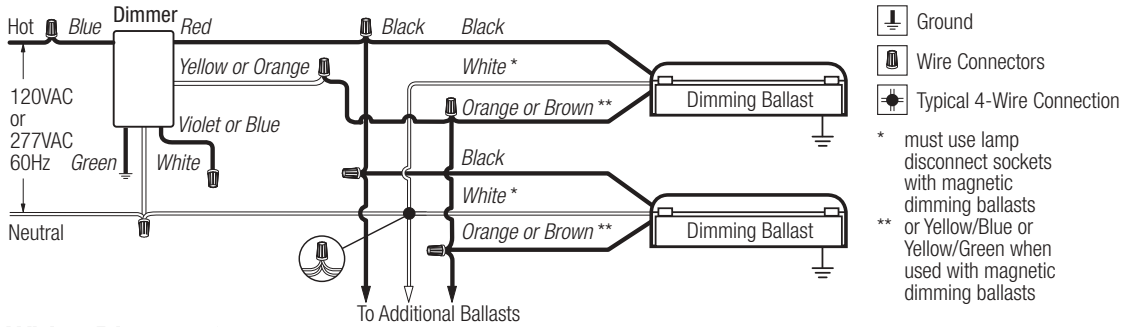 Dimmer
Hot
Blue
Red
Black
Black
Yellow or Orange
White *
Orange or Brown **
Dimming Ballast
120VAC
or
277VAC
60Hz
Green
Violet or Blue
White
Black
White *
Orange or Brown **
Dimming Ballast
Neutral
To Additional Ballasts
Ground
Wire Connectors
Typical 4-Wire Connection
* must use lamp
disconnect sockets
with magnetic
dimming ballasts
** or Yellow/Blue or
Yellow/Green when
used with magnetic
dimming ballasts